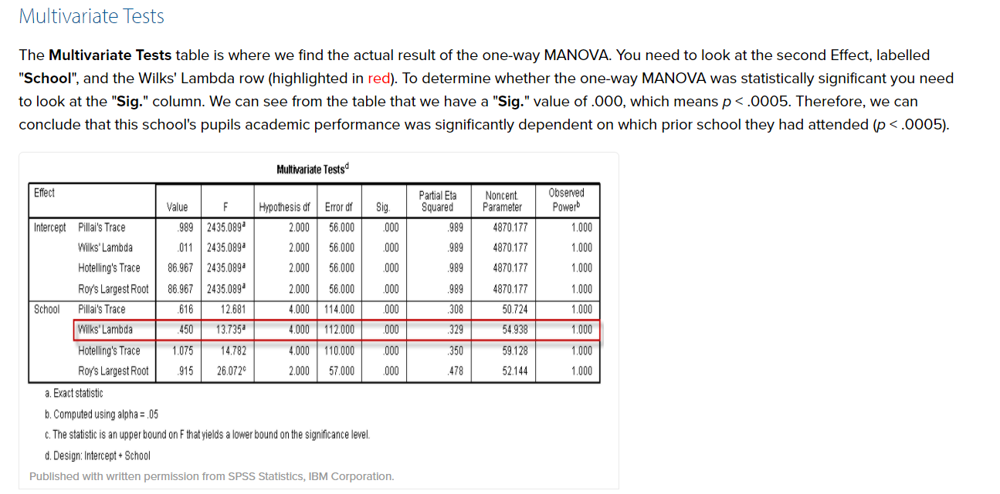 Multivariate Tests
The Multivariate Tests table is where we find the actual result of the one-way MANOVA. You need to look at the second Effect, labelled
"School", and the Wilks' Lambda row (highlighted in red). To determine whether the one-way MANOVA was statistically significant you need
to look at the "Sig." column. We can see from the table that we have a "Sig." value of .000, which means p < .0005. Therefore, we can
conclude that this school's pupils academic performance was significantly dependent on which prior school they had attended (p < .0005).
Multivariate Testsᵈ
Effect Value F Hypothesis df Error df Sig. Partial Eta Squared Noncent. Parameter Observed Powerᵇ
Intercept Pillai's Trace .989 2435.089ᵃ 2.000 56.000 .000 .989 4870.177 1.000
Wilks' Lambda .011 2435.089ᵃ 2.000 56.000 .000 .989 4870.177 1.000
Hotelling's Trace 86.967 2435.089ᵃ 2.000 56.000 .000 .989 4870.177 1.000
Roy's Largest Root 86.967 2435.089ᵃ 2.000 56.000 .000 .989 4870.177 1.000
School Pillai's Trace .616 12.681 4.000 114.000 .000 .308 50.724 1.000
Wilks' Lambda .450 13.735ᵃ 4.000 112.000 .000 .329 54.938 1.000
Hotelling's Trace 1.075 14.782 4.000 110.000 .000 .350 59.128 1.000
Roy's Largest Root .915 26.072ᶜ 2.000 57.000 .000 .478 52.144 1.000
a. Exact statistic
b. Computed using alpha = .05
c. The statistic is an upper bound on F that yields a lower bound on the significance level.
d. Design: Intercept + School
Published with written permission from SPSS Statistics, IBM Corporation.